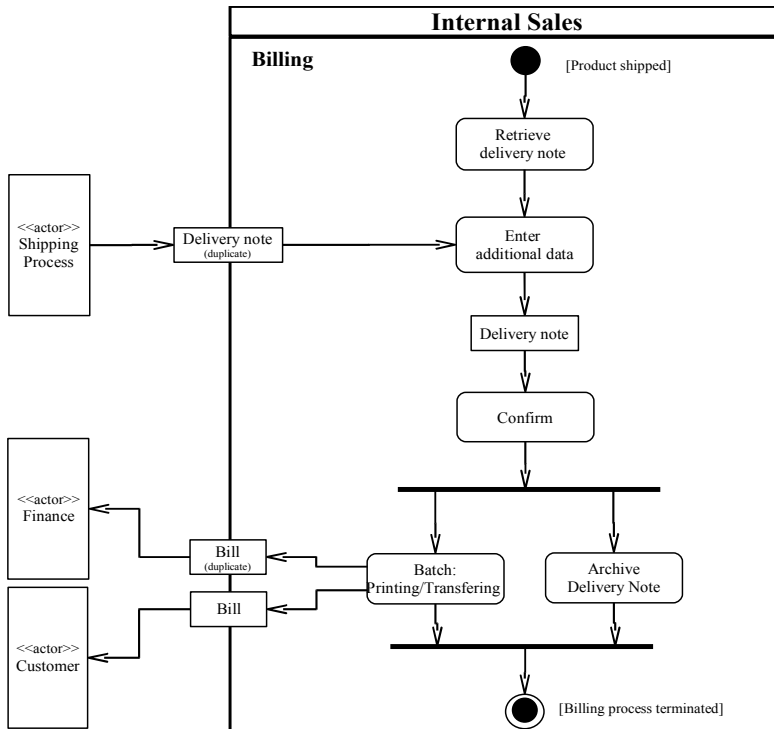 Internal Sales
Billing
[Product shipped]
Retrieve
delivery note
<<actor>>
Shipping
Process
Delivery note
(duplicate)
Enter
additional data
Delivery note
Confirm
<<actor>>
Finance
Bill
(duplicate)
Batch:
Printing/Transfering
Archive
Delivery Note
Bill
<<actor>>
Customer
[Billing process terminated]